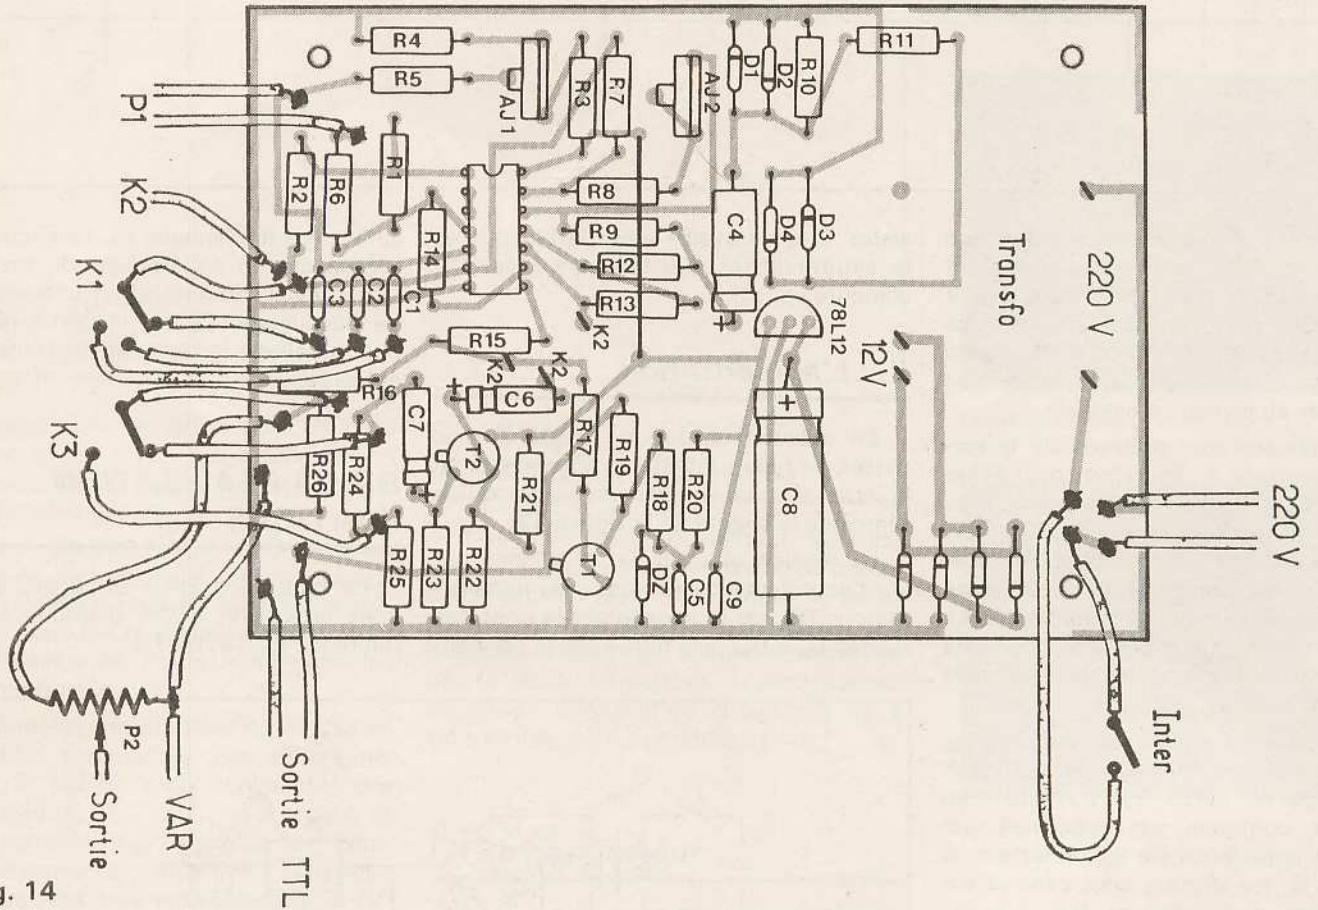 R4
R5
AJ1
R3
R7
AJ2
D1
D2
R10
R11
P1
R2
R6
R1
R14
R8
R9
R12
R13
C4
+
D4
D3
Transfo
220 V
K2
K1
C3
C2
C1
K2
78L12
12V
R15
K2
K2
R16
C6
+
C7
+
T2
R17
R19
R18
R20
+
C8
K3
R26
R24
R21
R25
R23
R22
T1
DZ
C5
C9
220 V
Inter
P2
Sortie
VAR
Sortie TTL
g. 14